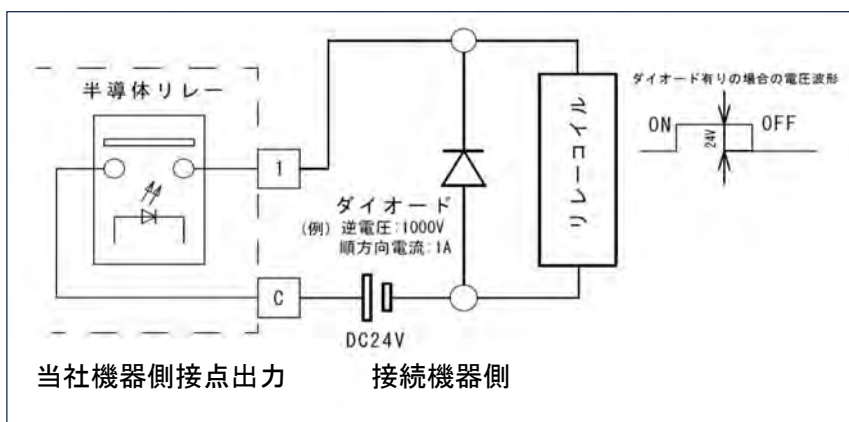 半導体リレー
1
C
ダイオード
(例) 逆電圧:1000V
順方向電流:1A
DC24V
リレーコイル
ダイオード有りの場合の電圧波形
ON
24V
OFF
当社機器側接点出力
接続機器側